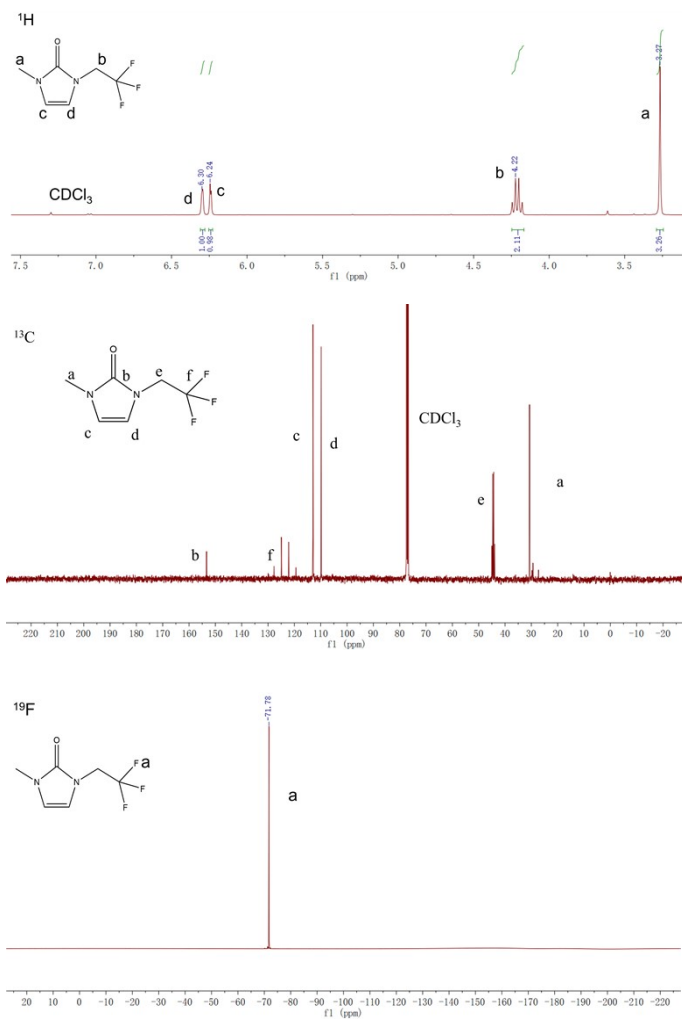 ¹H
O
a
N
N
b
F
F
F
c
d
CDCl₃
d
6.30
6.24
c
b
4.22
a
3.27
1.00
0.98
2.11
3.26
7.5 7.0 6.5 6.0 5.5 5.0 4.5 4.0 3.5
f1 (ppm)
¹³C
O
a
N
b
N
e
f
F
F
F
c
d
b
f
c
d
CDCl₃
e
a
220 210 200 190 180 170 160 150 140 130 120 110 100 90 80 70 60 50 40 30 20 10 0 -10 -20
f1 (ppm)
¹⁹F
O
N
N
F a
F
F
-71.78
a
20 10 0 -10 -20 -30 -40 -50 -60 -70 -80 -90 -100 -110 -120 -130 -140 -150 -160 -170 -180 -190 -200 -210 -220
f1 (ppm)